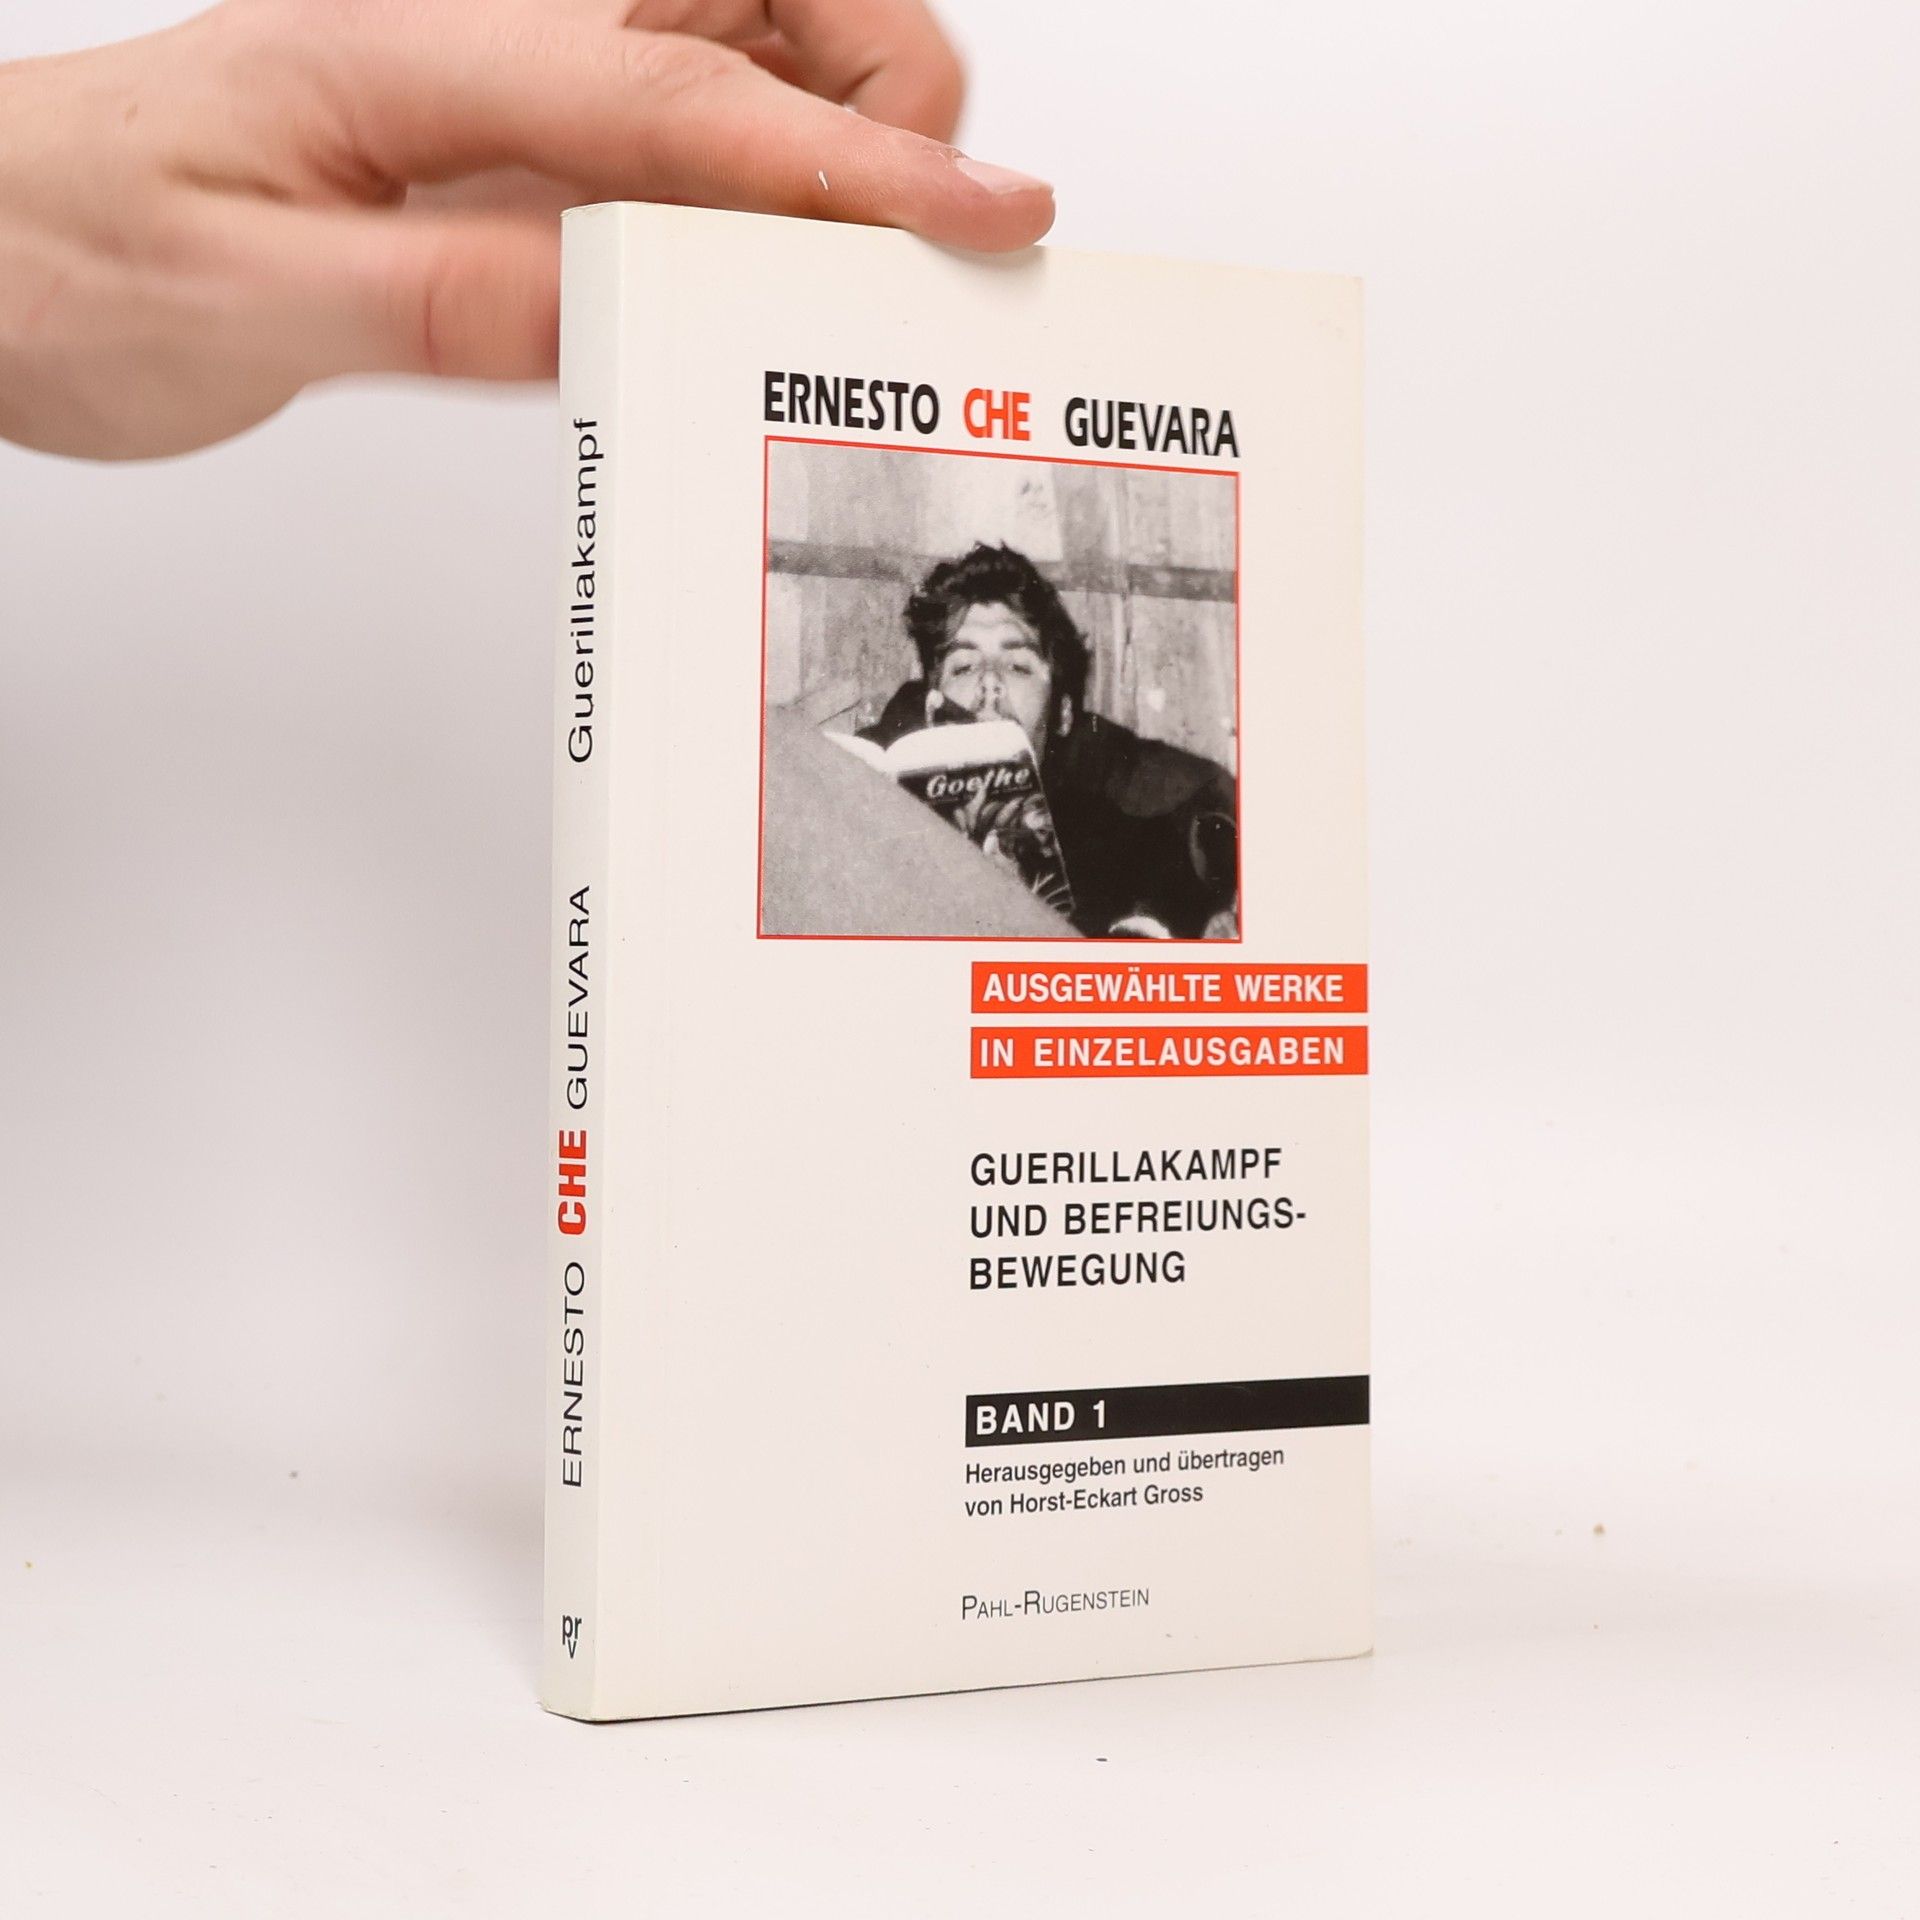 ERNESTO CHE GUEVARA
Goethe
AUSGEWÄHLTE WERKE
IN EINZELAUSGABEN
GUERILLAKAMPF
UND BEFREIUNGS-
BEWEGUNG
BAND 1
Herausgegeben und übertragen
von Horst-Eckart Gross
PAHL-RUGENSTEIN
ERNESTO CHE GUEVARA Guerillakampf
prv